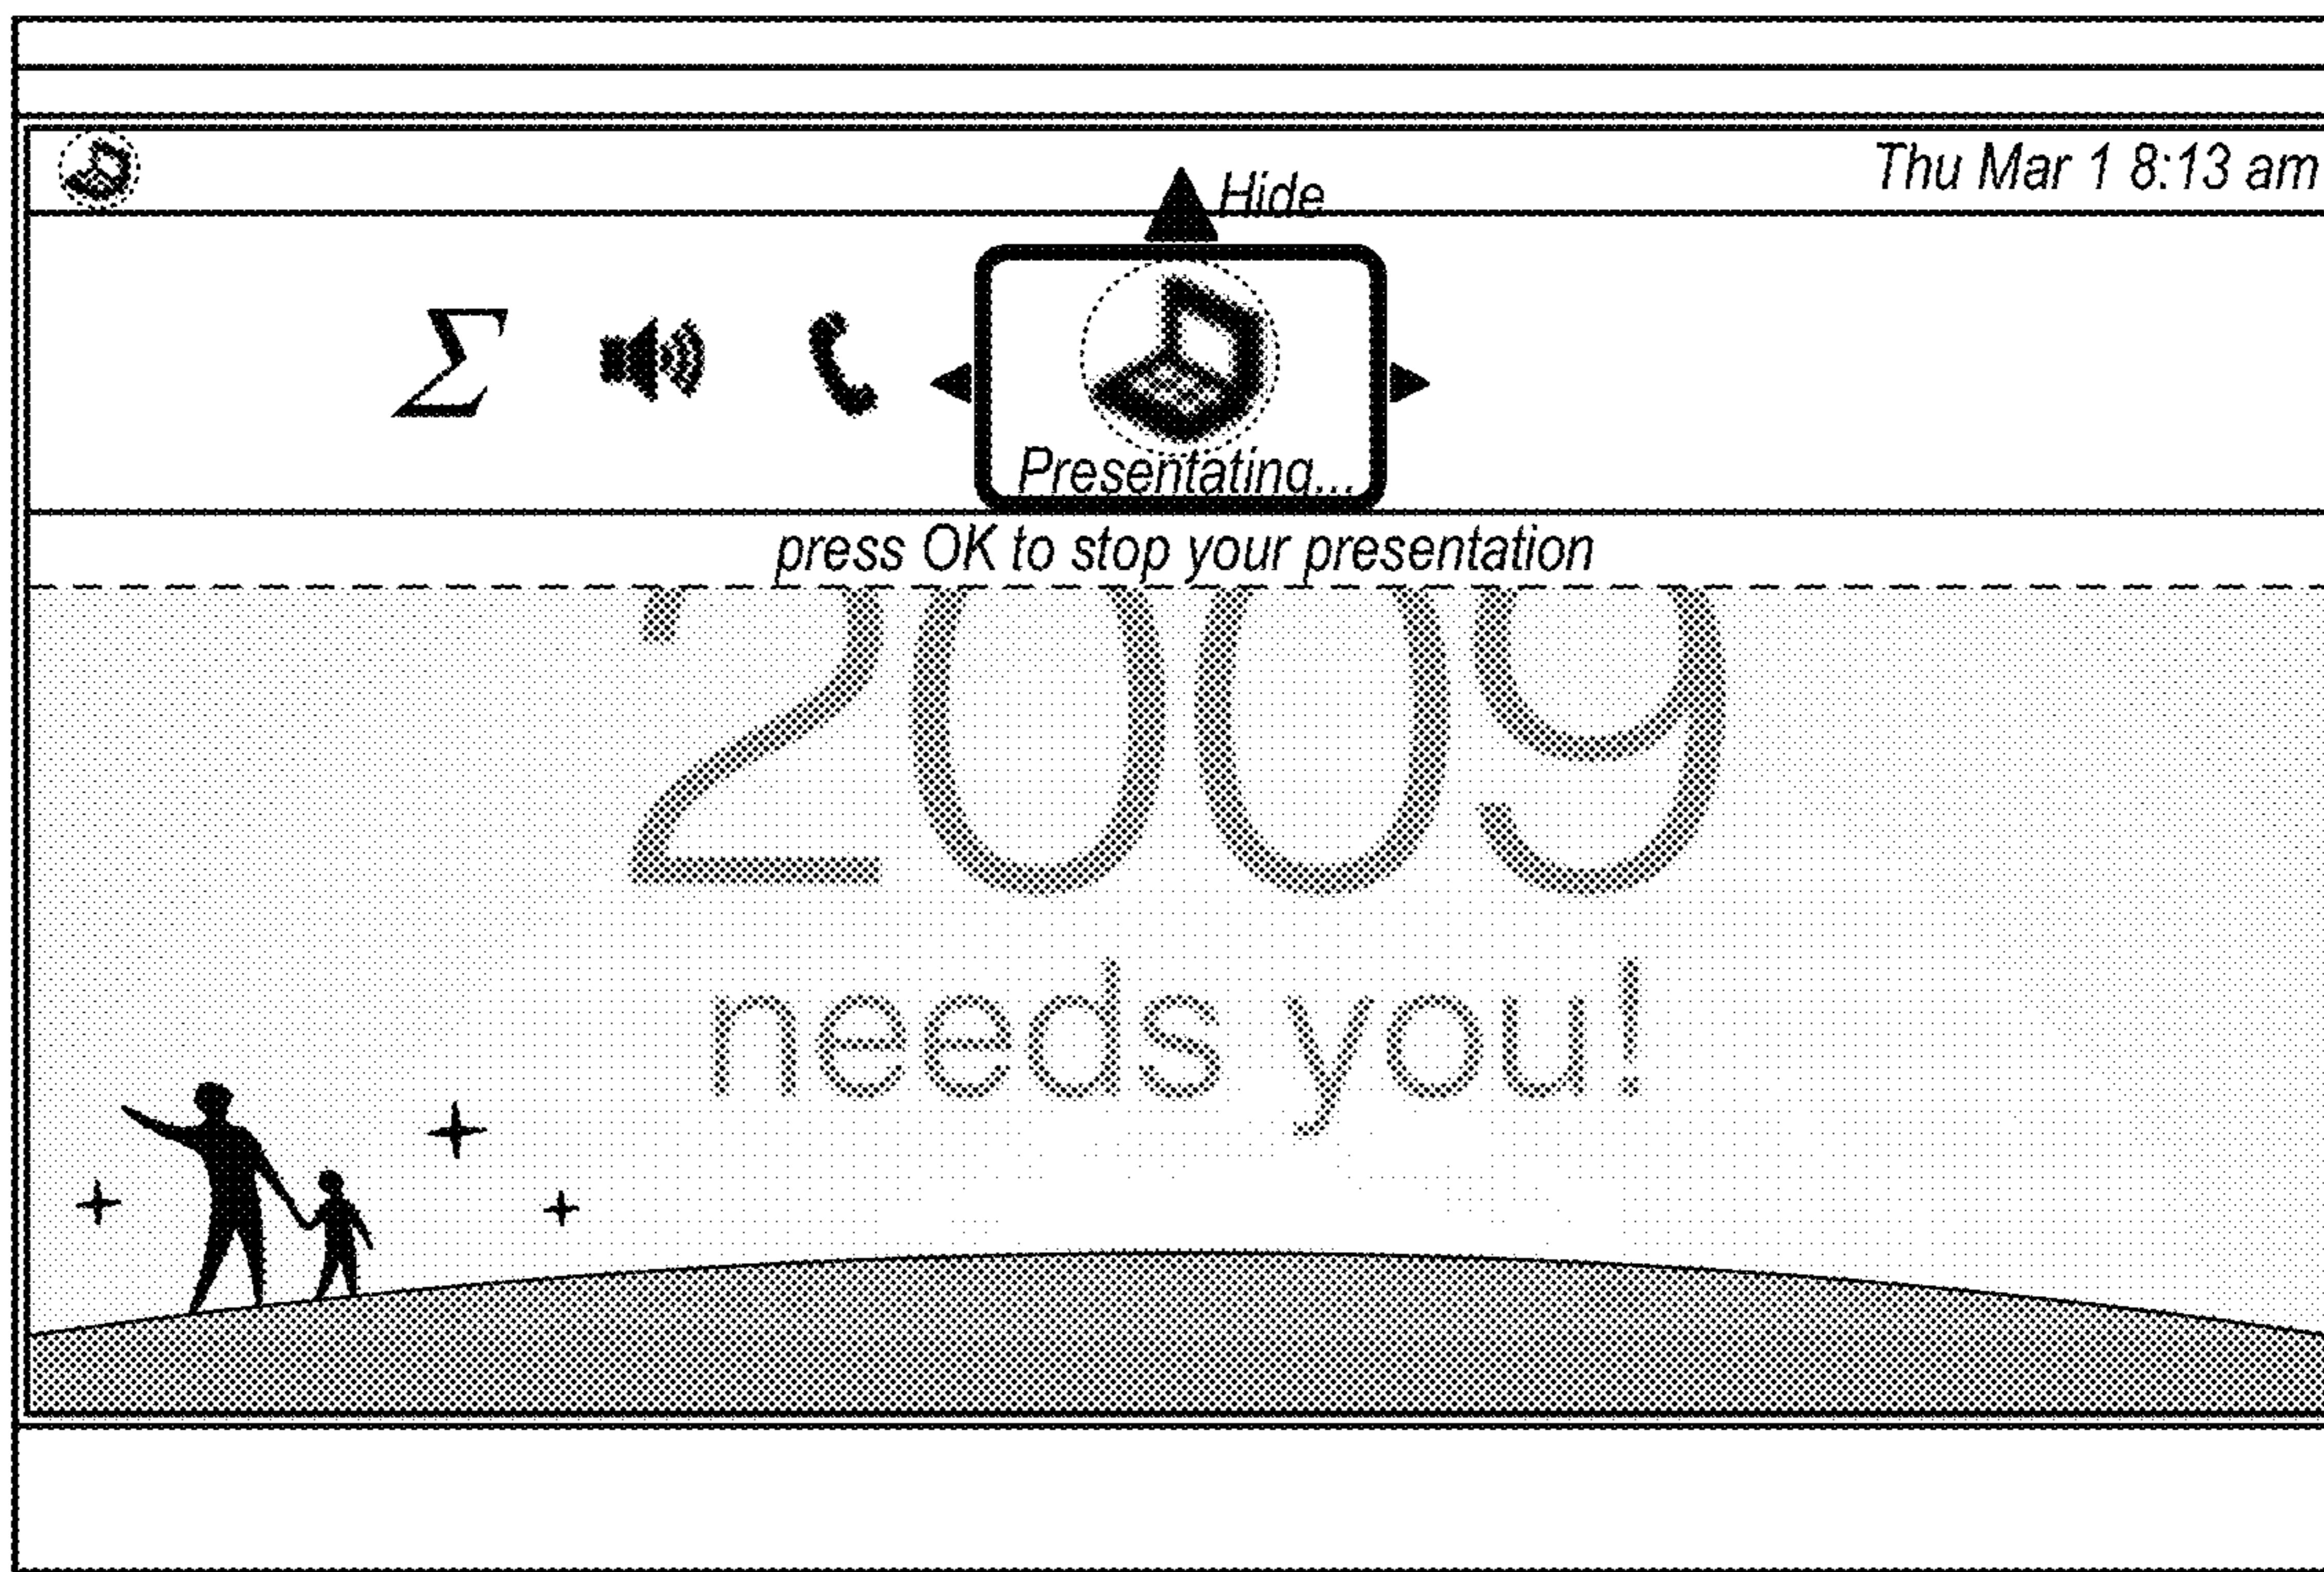 Thu Mar 1 8:13 am
Hide
Σ
Presentating...
press OK to stop your presentation
2009
needs you!